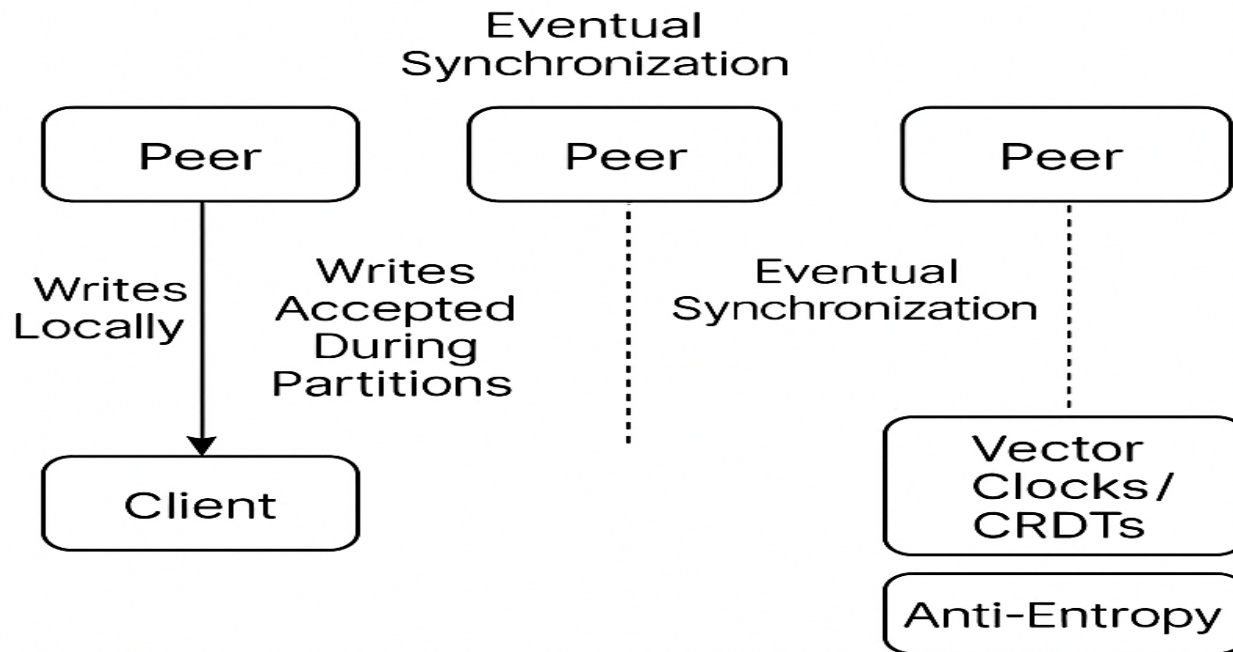 Eventual
Synchronization
Peer
Peer
Peer
Writes
Locally
Writes
Accepted
During
Partitions
Eventual
Synchronization
Client
Vector
Clocks/
CRDTs
Anti-Entropy